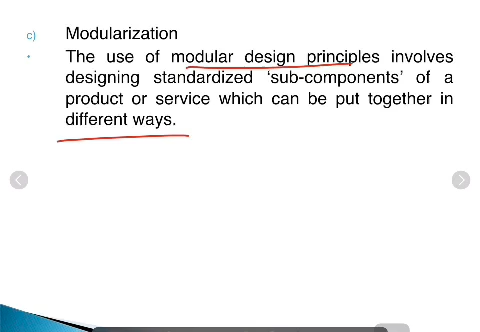 c) Modularization
• The use of modular design principles involves
designing standardized ‘sub-components’ of a
product or service which can be put together in
different ways.